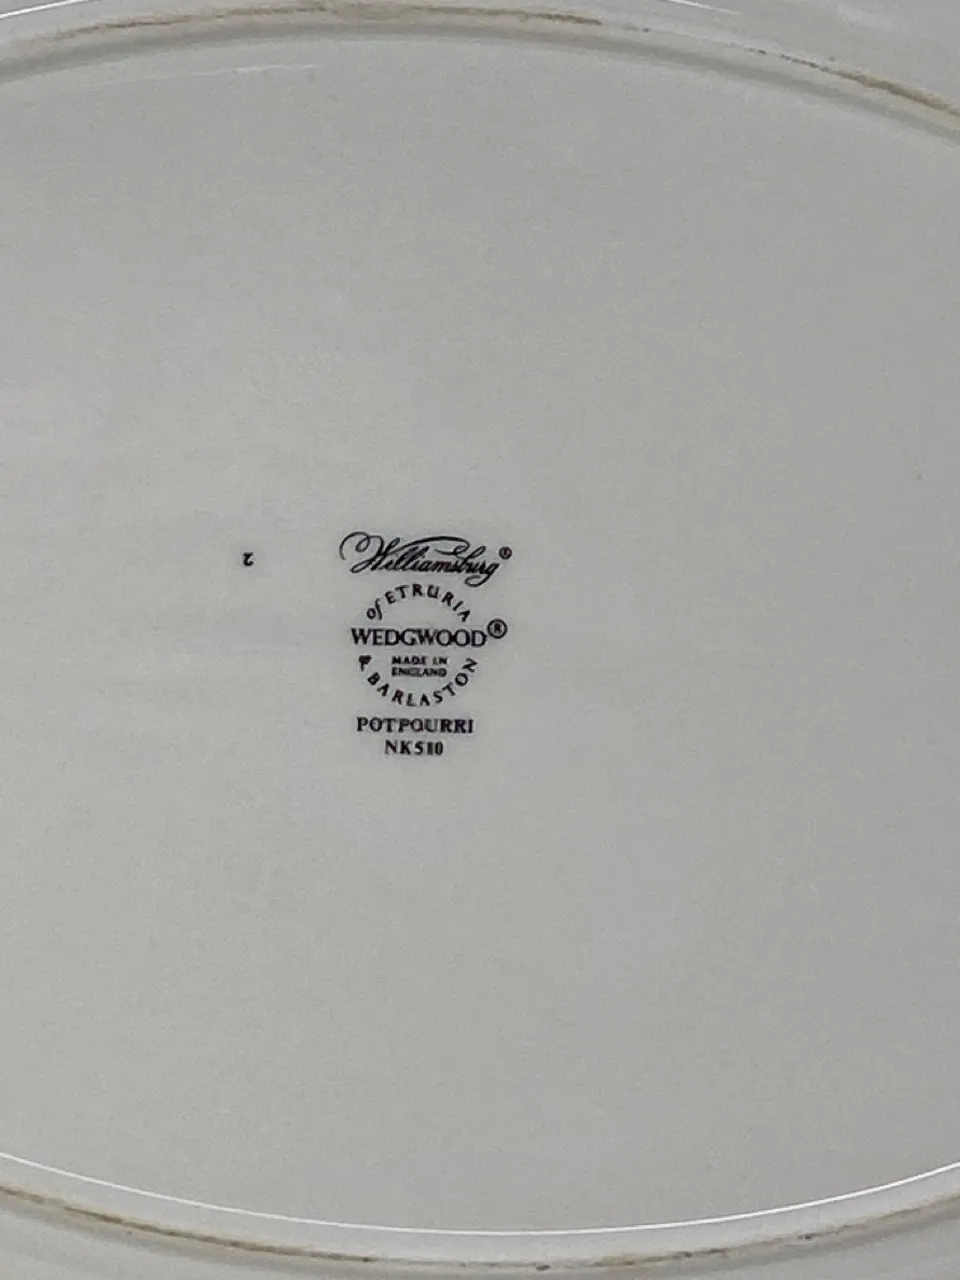 2
Williamsburg®
of ETRURIA
WEDGWOOD®
MADE IN
ENGLAND
& BARLASTON
POTPOURRI
NK510